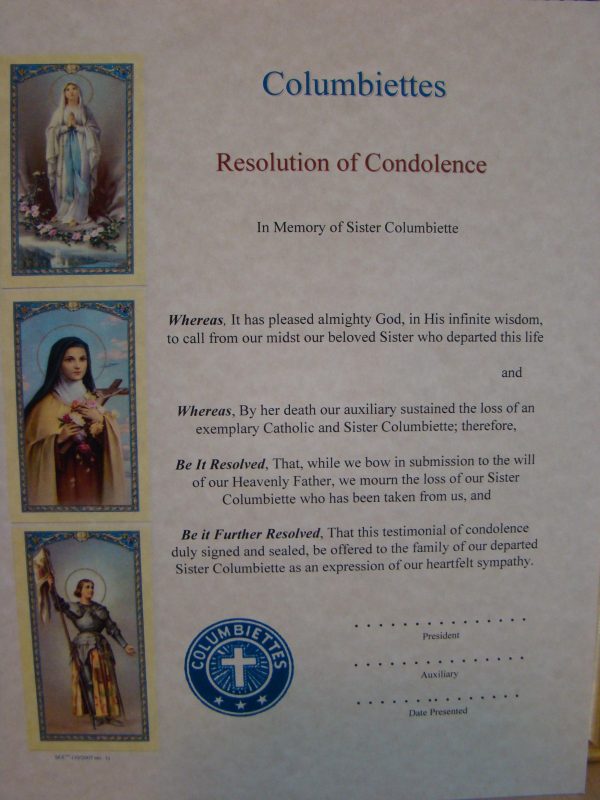 Columbiettes
Resolution of Condolence
In Memory of Sister Columbiette
Whereas, It has pleased almighty God, in His infinite wisdom,
to call from our midst our beloved Sister who departed this life
and
Whereas, By her death our auxiliary sustained the loss of an
exemplary Catholic and Sister Columbiette; therefore,
Be It Resolved, That, while we bow in submission to the will
of our Heavenly Father, we mourn the loss of our Sister
Columbiette who has been taken from us, and
Be it Further Resolved, That this testimonial of condolence
duly signed and sealed, be offered to the family of our departed
Sister Columbiette as an expression of our heartfelt sympathy.
COLUMBIETTES
President
Auxiliary
Date Presented